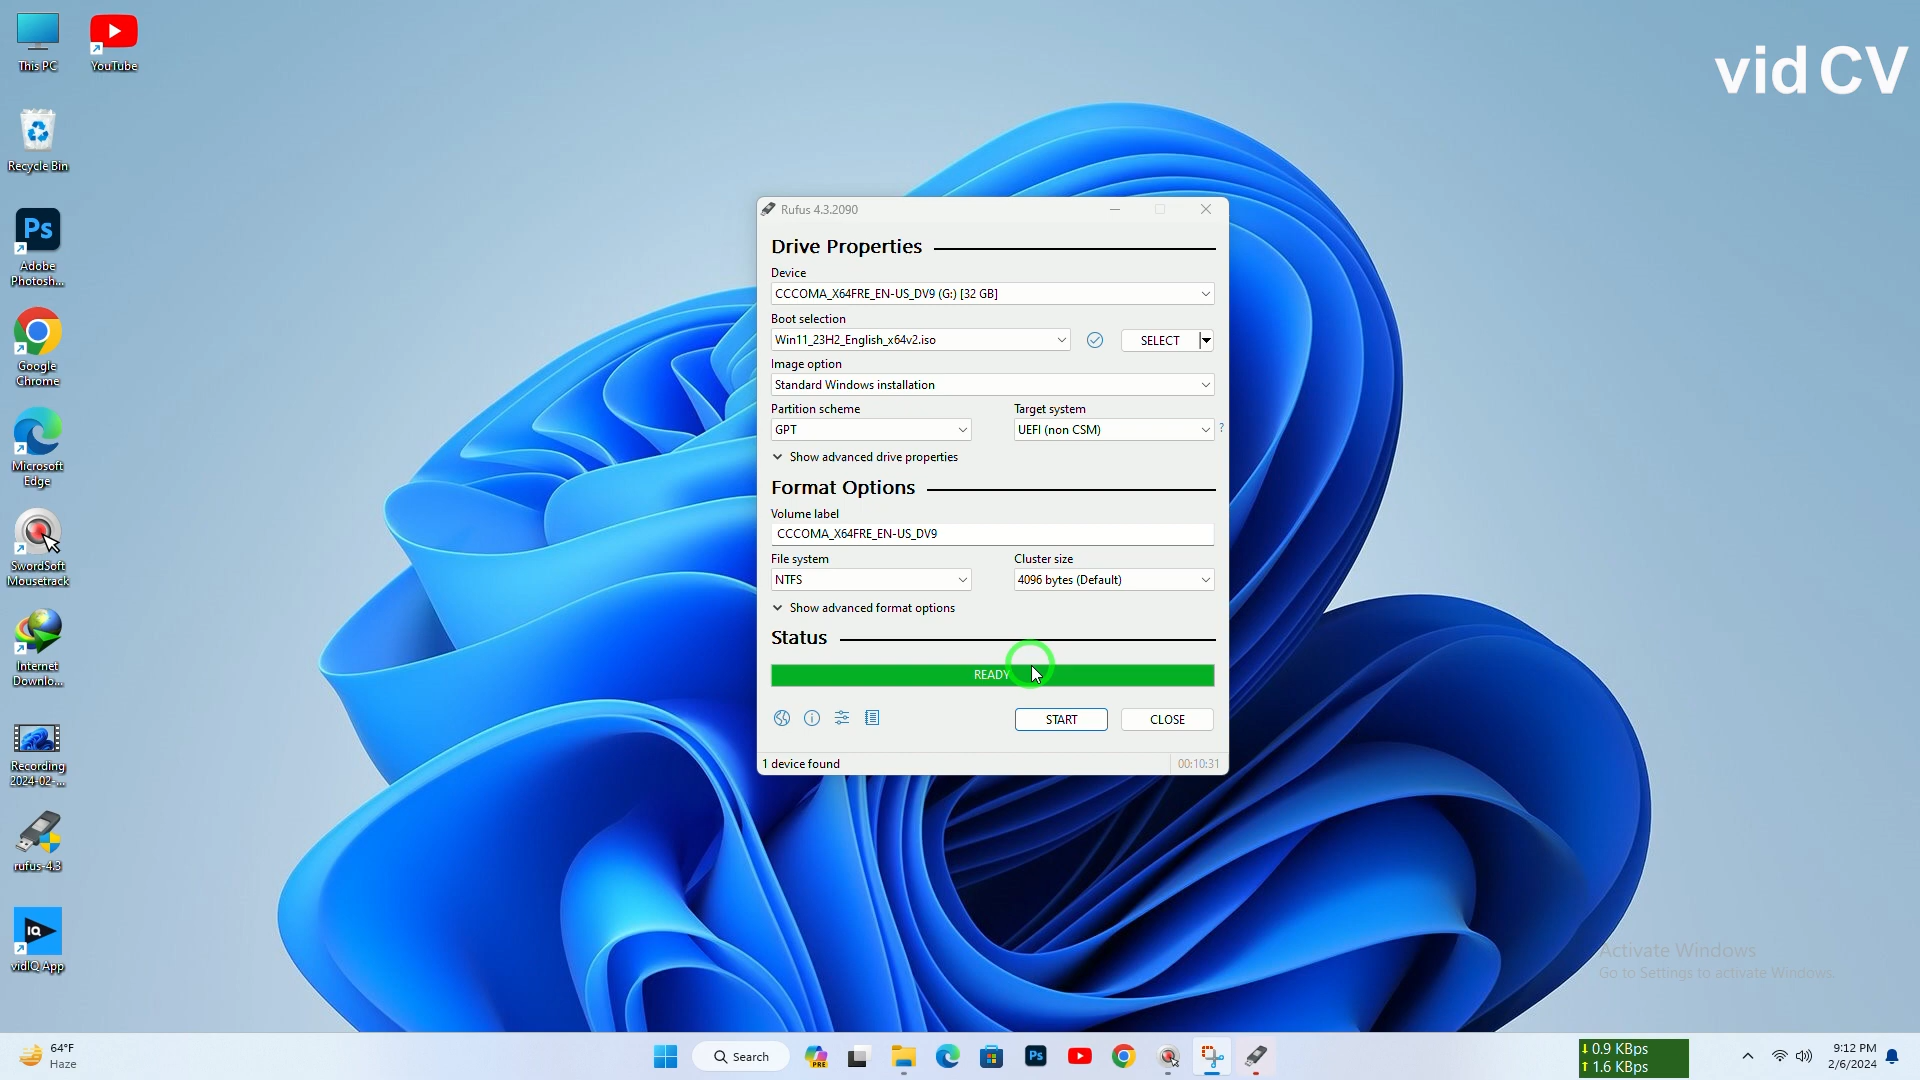 This PC
YouTube
vidCV
Recycle Bin
Ps
Adobe
Photosh...
Google
Chrome
Microsoft
Edge
SwordSoft
Mousetrack
Internet
Downlo...
Recording
2024-02-...
rufus-4.3
IQ
vidIQ App
Rufus 4.3.2090
Drive Properties
Device
CCCOMA_X64FRE_EN-US_DV9 (G:) [32 GB]
Boot selection
Win11_23H2_English_x64v2.iso
SELECT
Image option
Standard Windows installation
Partition scheme
Target system
GPT
UEFI (non CSM)
?
Show advanced drive properties
Format Options
Volume label
CCCOMA_X64FRE_EN-US_DV9
File system
Cluster size
NTFS
4096 bytes (Default)
Show advanced format options
Status
READY
START
CLOSE
1 device found
00:10:31
Activate Windows
Go to Settings to activate Windows.
64°F
Haze
Search
PRE
Ps
0.9 KBps
1.6 KBps
9:12 PM
2/6/2024